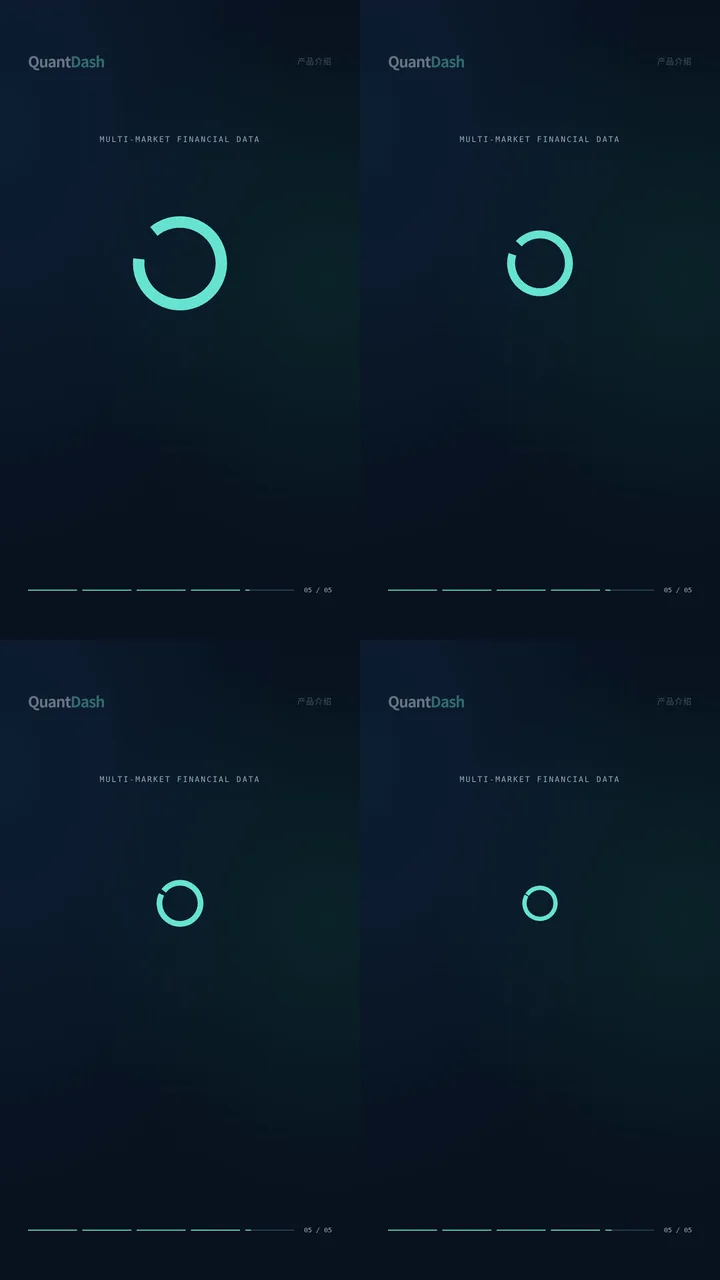 QuantDash
产品介绍
MULTI-MARKET FINANCIAL DATA
05 / 05
QuantDash
产品介绍
MULTI-MARKET FINANCIAL DATA
05 / 05
QuantDash
产品介绍
MULTI-MARKET FINANCIAL DATA
05 / 05
QuantDash
产品介绍
MULTI-MARKET FINANCIAL DATA
05 / 05